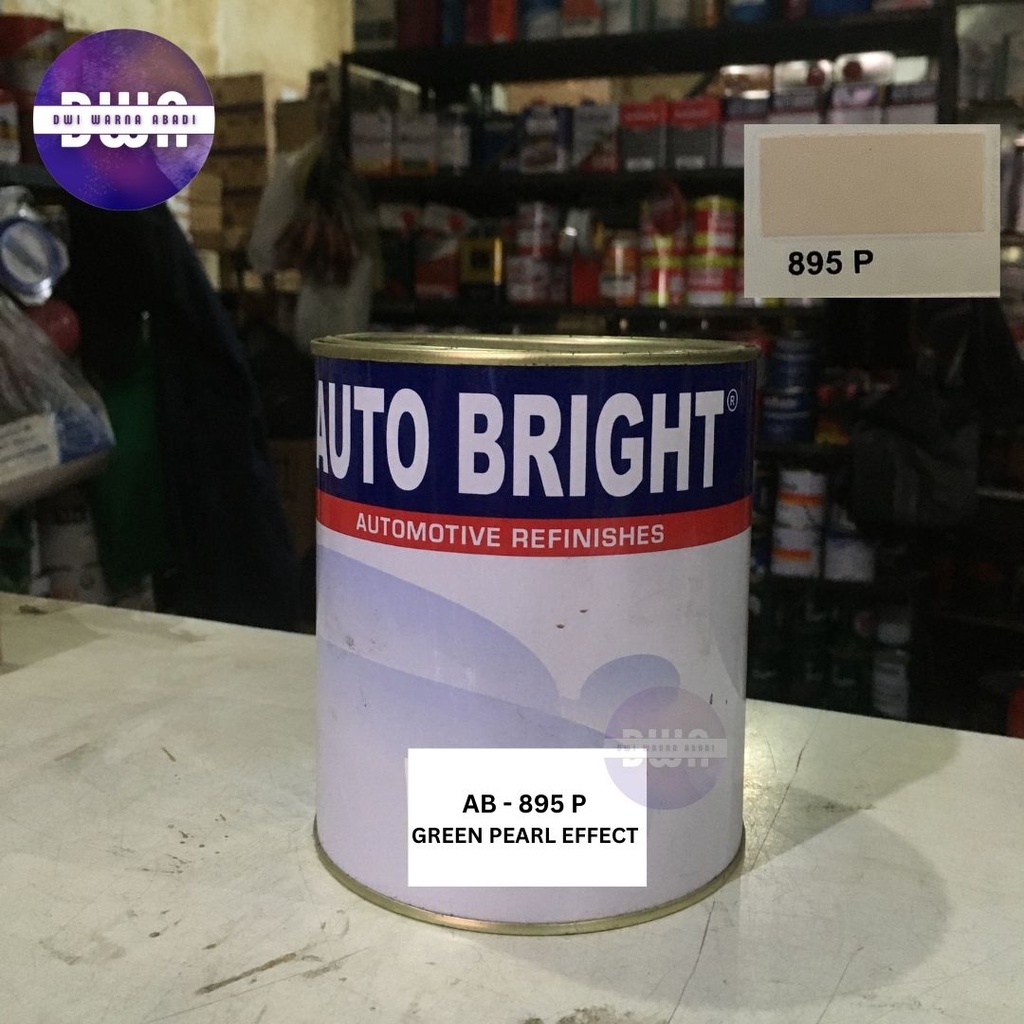 DWA
DWI WARNA ABADI
895 P
AUTO BRIGHT®
AUTOMOTIVE REFINISHES
DWA
DWI WARNA ABADI
AB - 895 P
GREEN PEARL EFFECT